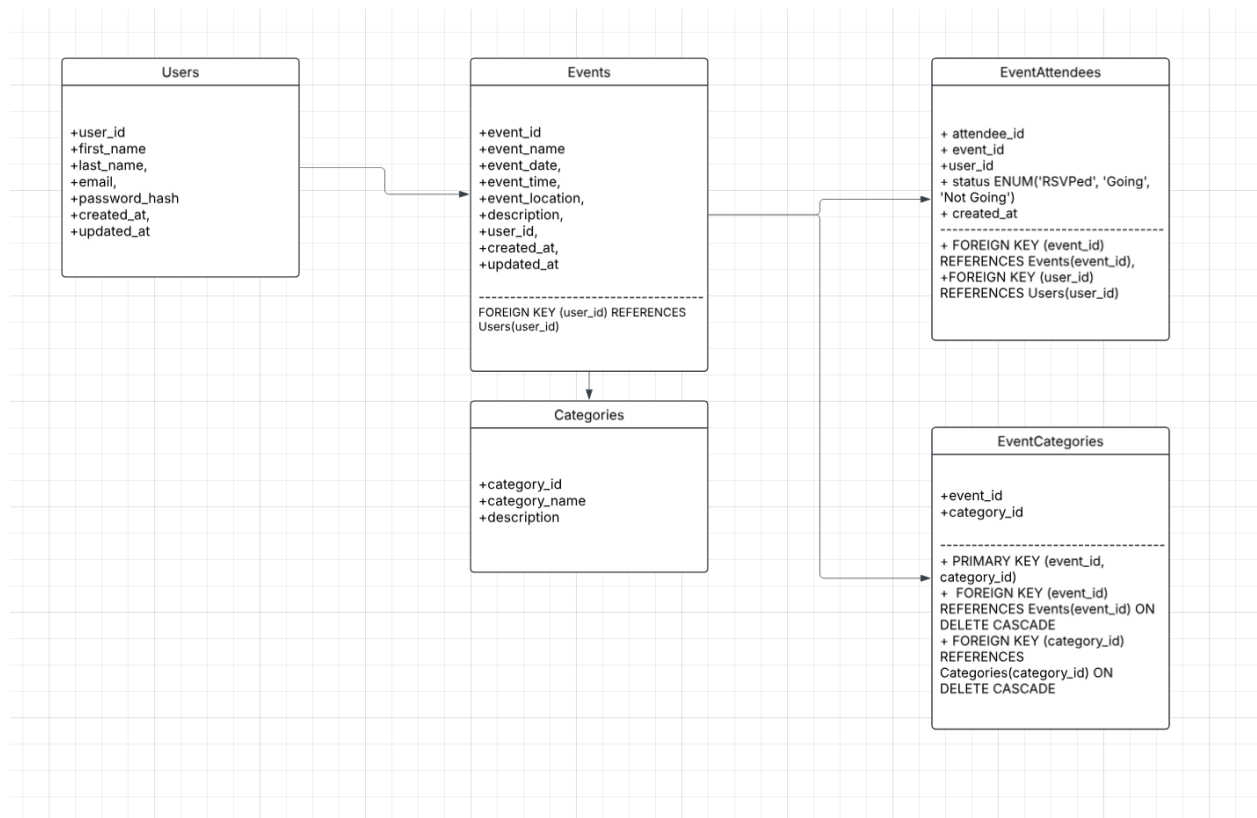 Users
+user_id
+first_name
+last_name,
+email,
+password_hash
+created_at,
+updated_at
Events
+event_id
+event_name
+event_date,
+event_time,
+event_location,
+description,
+user_id,
+created_at,
+updated_at
FOREIGN KEY (user_id) REFERENCES
Users(user_id)
Categories
+category_id
+category_name
+description
EventAttendees
+ attendee_id
+ event_id
+user_id
+ status ENUM('RSVPed', 'Going',
'Not Going')
+ created_at
+ FOREIGN KEY (event_id)
REFERENCES Events(event_id),
+FOREIGN KEY (user_id)
REFERENCES Users(user_id)
EventCategories
+event_id
+category_id
+ PRIMARY KEY (event_id,
category_id)
+  FOREIGN KEY (event_id)
REFERENCES Events(event_id) ON
DELETE CASCADE
+ FOREIGN KEY (category_id)
REFERENCES
Categories(category_id) ON
DELETE CASCADE